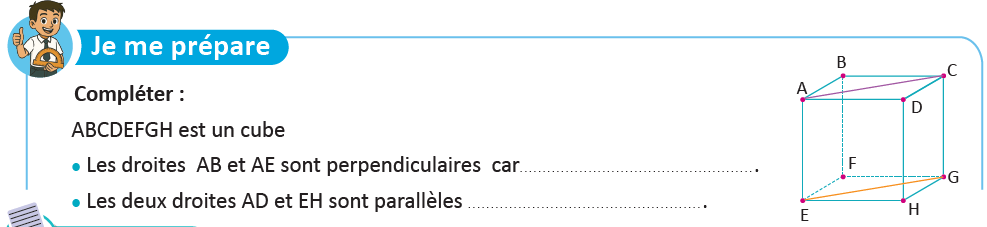 Je me prépare
Compléter :
ABCDEFGH est un cube
• Les droites AB et AE sont perpendiculaires car.................................................... .
• Les deux droites AD et EH sont parallèles .................................................... .
B
C
A
D
F
G
E
H